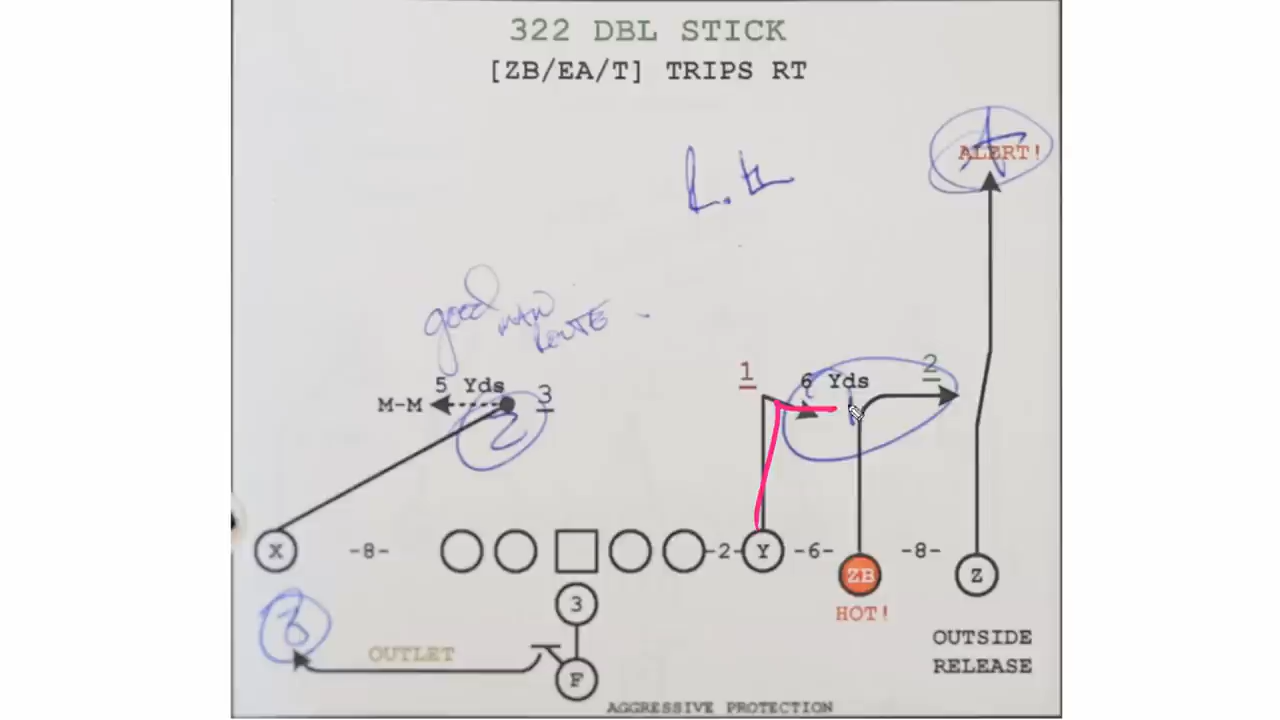 322 DBL STICK
[ZB/EA/T] TRIPS RT
ALERT!
good
MAN
ROUTE -
5 Yds
M-M
3
2
1
6 Yds
2
X
-8-
-2-
Y
-6-
ZB
-8-
Z
3
HOT!
3
OUTLET
F
OUTSIDE
RELEASE
AGGRESSIVE PROTECTION